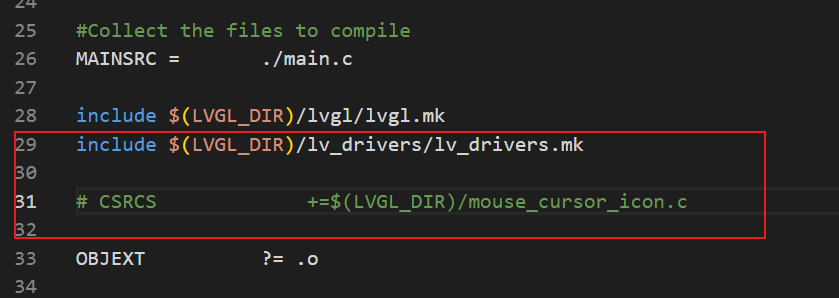 24
25 #Collect the files to compile
26 MAINSRC = ./main.c
27
28 include $(LVGL_DIR)/lvgl/lvgl.mk
29 include $(LVGL_DIR)/lv_drivers/lv_drivers.mk
30
31 # CSRCS +=$(LVGL_DIR)/mouse_cursor_icon.c
32
33 OBJEXT ?= .o
34